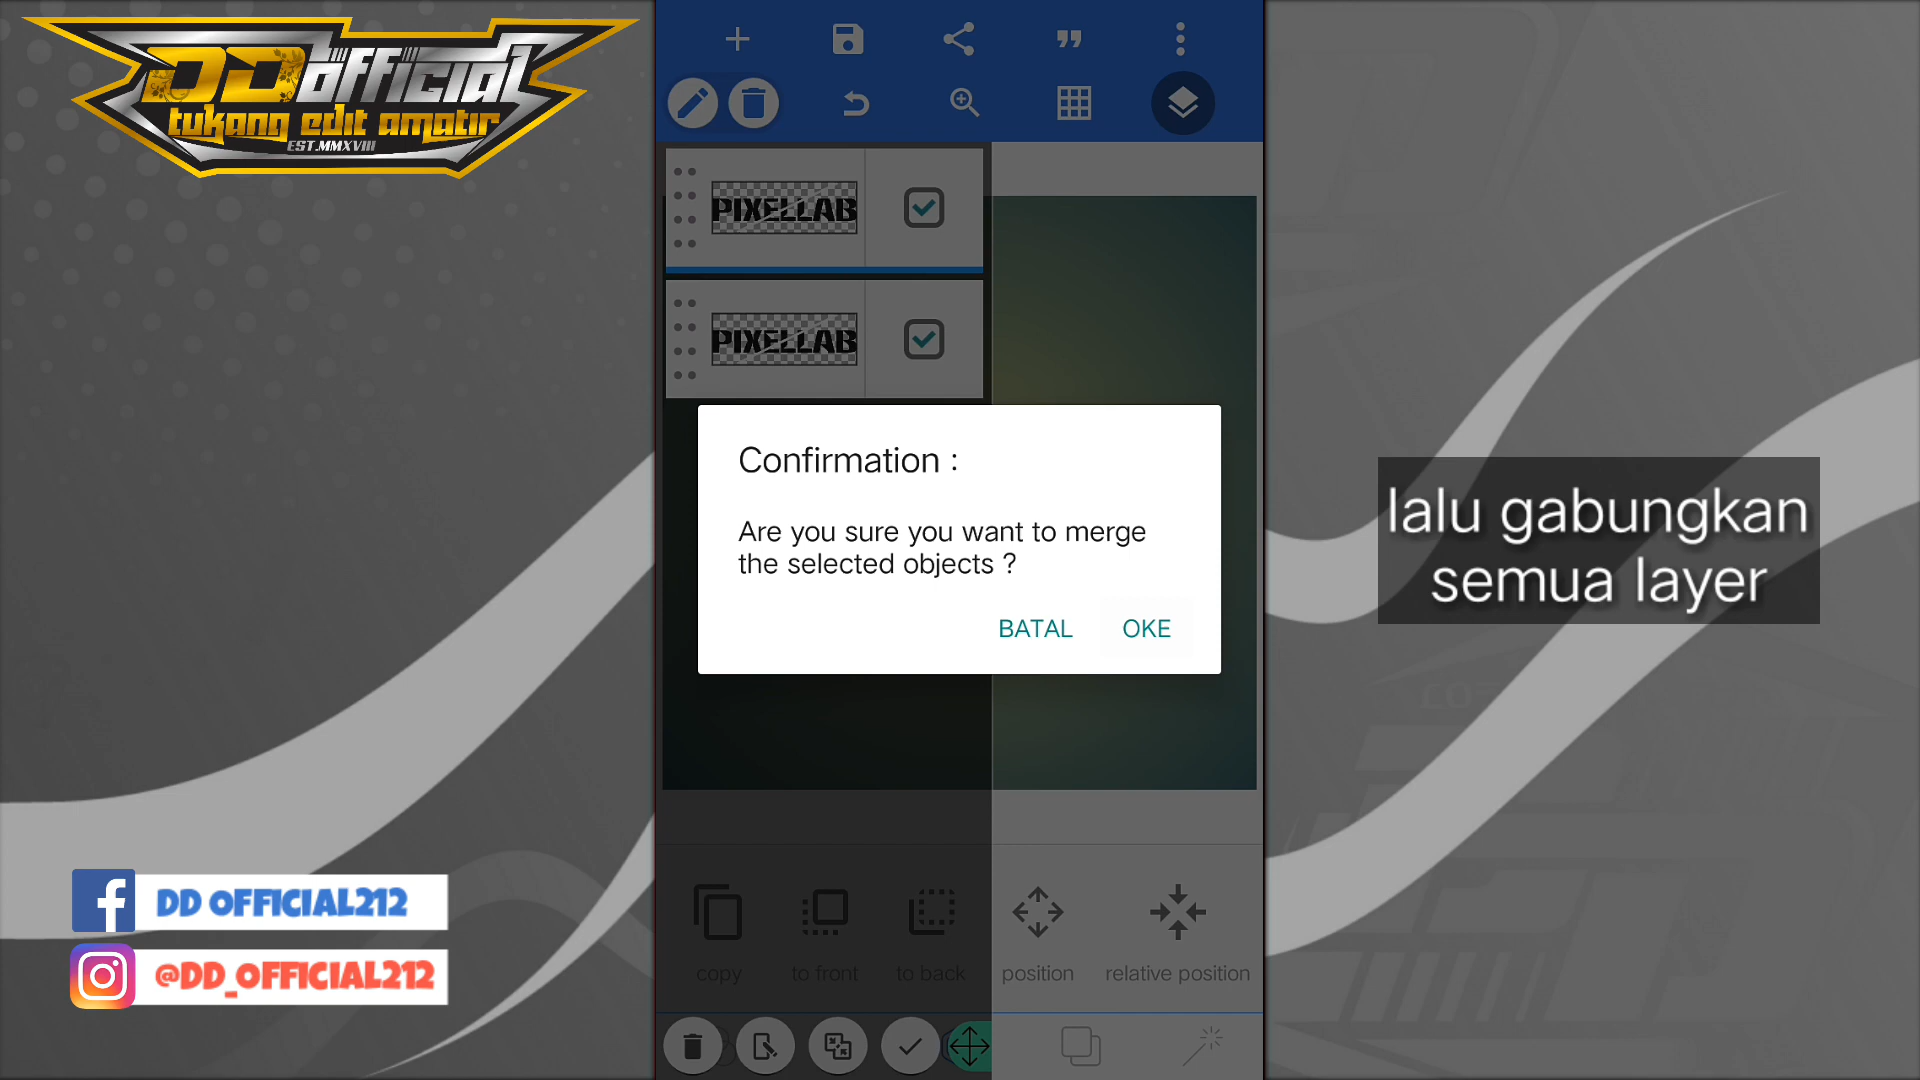 DD OFFICIAL
tukang edit amatir
EST.MMXVIII
PIXELLAB
PIXELLAB
Confirmation :
Are you sure you want to merge
the selected objects ?
BATAL
OKE
lalu gabungkan
semua layer
copy
to front
to back
position
relative position
DD OFFICIAL212
@DD_OFFICIAL212